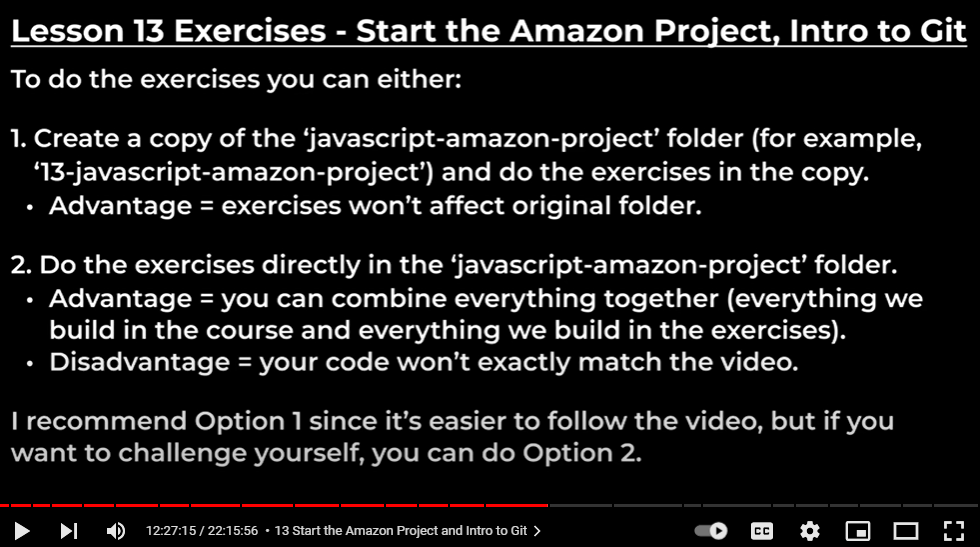 Lesson 13 Exercises - Start the Amazon Project, Intro to Git
To do the exercises you can either:
1. Create a copy of the ‘javascript-amazon-project’ folder (for example,
‘13-javascript-amazon-project’) and do the exercises in the copy.
• Advantage = exercises won’t affect original folder.
2. Do the exercises directly in the ‘javascript-amazon-project’ folder.
• Advantage = you can combine everything together (everything we
build in the course and everything we build in the exercises).
• Disadvantage = your code won’t exactly match the video.
I recommend Option 1 since it’s easier to follow the video, but if you
want to challenge yourself, you can do Option 2.
12:27:15 / 22:15:56 • 13 Start the Amazon Project and Intro to Git
CC